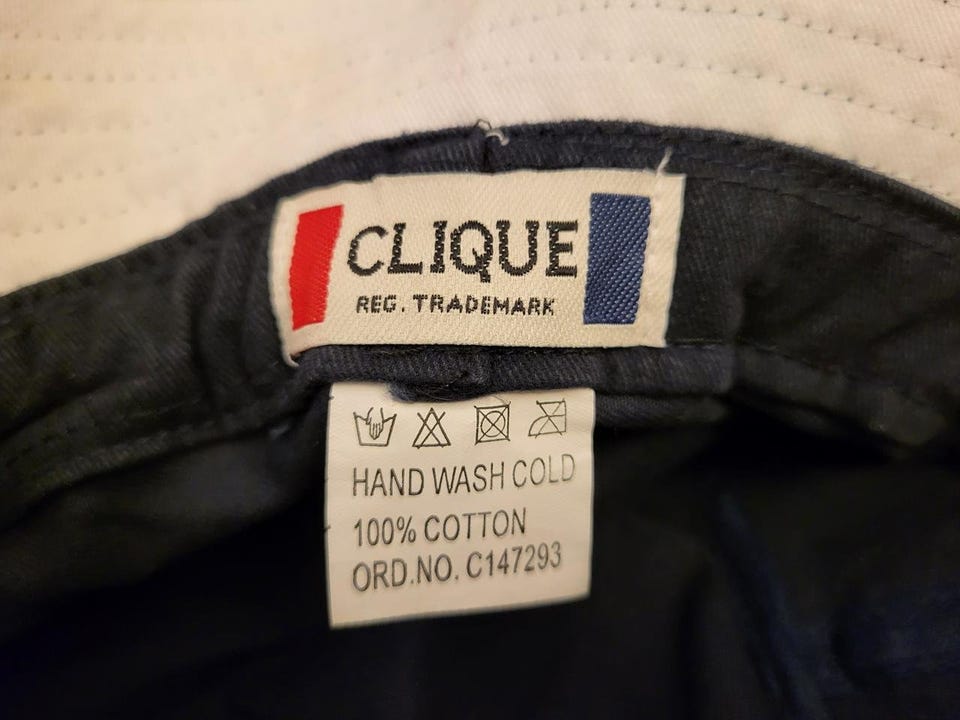 CLIQUE
REG. TRADEMARK
HAND WASH COLD
100% COTTON
ORD.NO. C147293